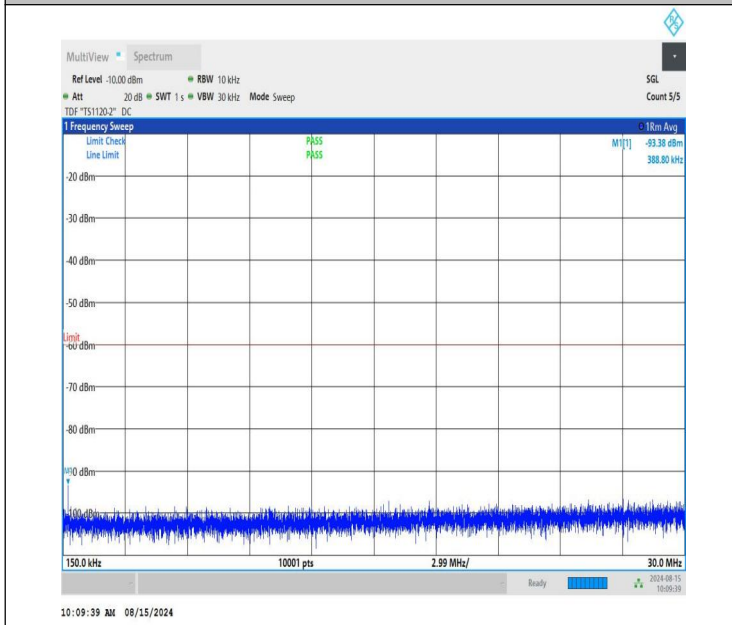 R&S
MultiView Spectrum
Ref Level -10.00 dBm RBW 10 kHz SGL
Att 20 dB SWT 1 s VBW 30 kHz Mode Sweep Count 5/5
TDF "TS1120-2" DC
1 Frequency Sweep 1Rm Avg
Limit Check PASS M1[1] -93.38 dBm
Line Limit PASS 388.80 kHz
-20 dBm
-30 dBm
-40 dBm
-50 dBm
Limit
-60 dBm
-70 dBm
-80 dBm
M1
0 dBm
-100 dBm
150.0 kHz 10001 pts 2.99 MHz/ 30.0 MHz
Ready 2024-08-15
10:09:39
10:09:39 AM 08/15/2024